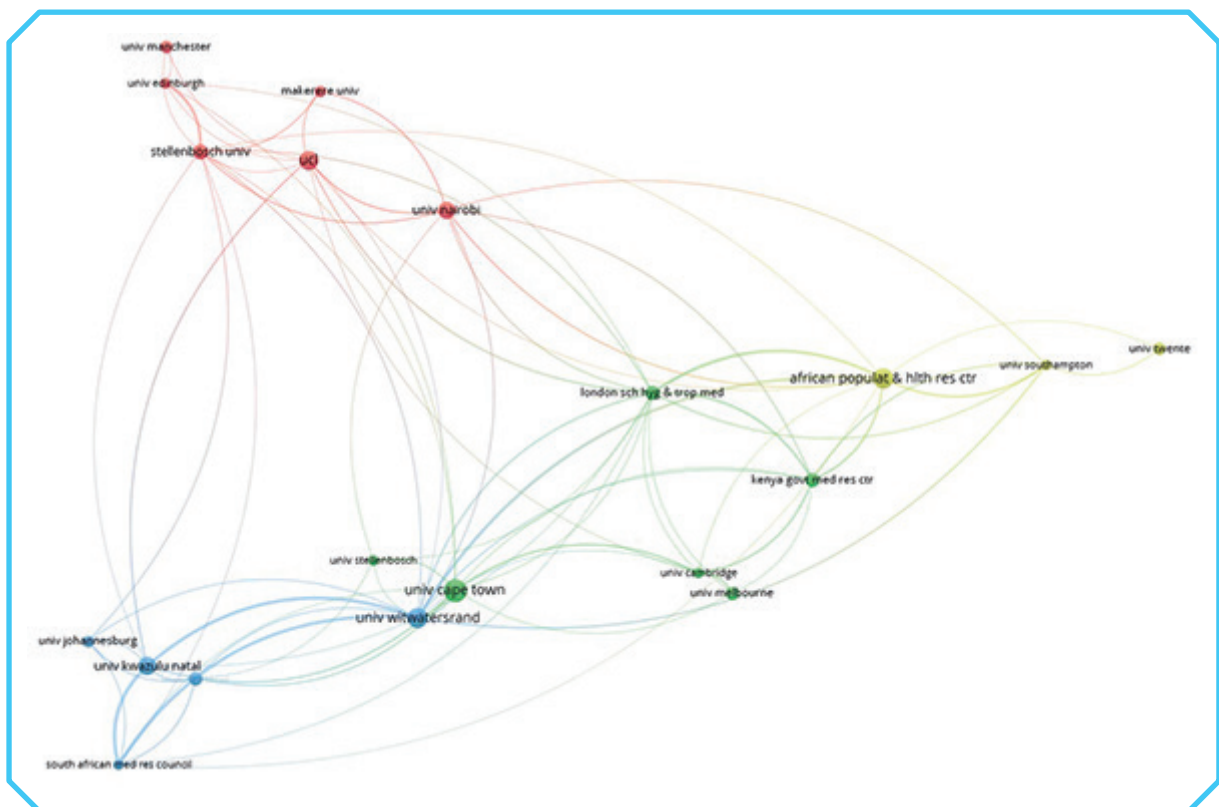 univ manchester
univ edinburgh
makerere univ
stellenbosch univ
ucl
univ nairobi
univ twente
univ southampton
african populat & hlth res ctr
london sch hyg & trop med
kenya govt med res ctr
univ stellenbosch
univ cambridge
univ cape town
univ melbourne
univ witwatersrand
univ johannesburg
univ kwazulu natal
south african med res council